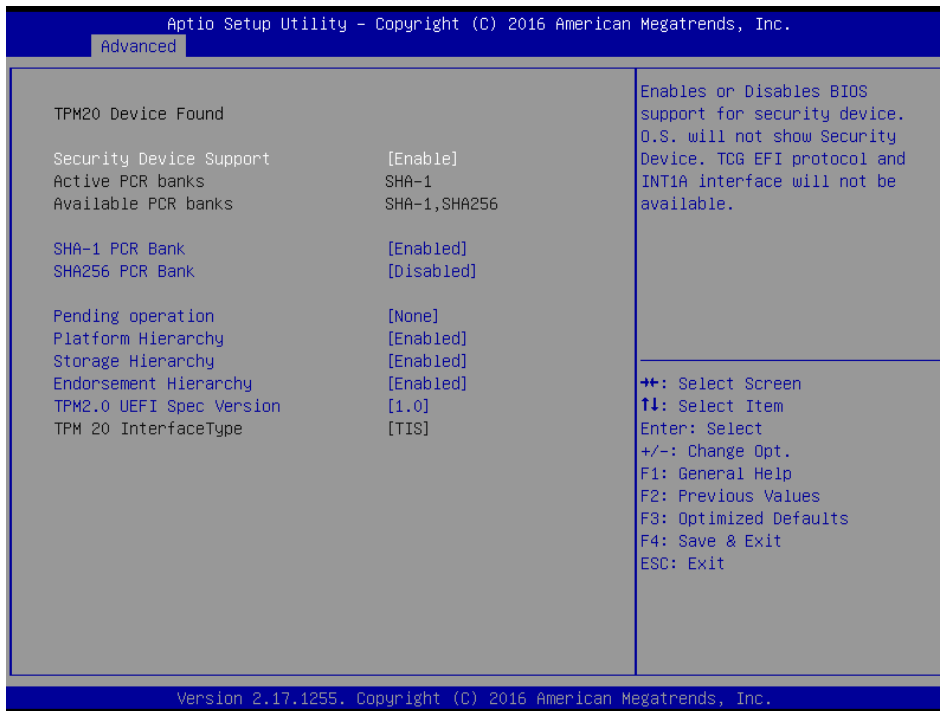 Aptio Setup Utility – Copyright (C) 2016 American Megatrends, Inc.
Advanced
TPM20 Device Found
Security Device Support [Enable]
Active PCR banks SHA-1
Available PCR banks SHA-1,SHA256
SHA-1 PCR Bank [Enabled]
SHA256 PCR Bank [Disabled]
Pending operation [None]
Platform Hierarchy [Enabled]
Storage Hierarchy [Enabled]
Endorsement Hierarchy [Enabled]
TPM2.0 UEFI Spec Version [1.0]
TPM 20 InterfaceType [TIS]
Enables or Disables BIOS
support for security device.
O.S. will not show Security
Device. TCG EFI protocol and
INT1A interface will not be
available.
→←: Select Screen
↑↓: Select Item
Enter: Select
+/-: Change Opt.
F1: General Help
F2: Previous Values
F3: Optimized Defaults
F4: Save & Exit
ESC: Exit
Version 2.17.1255. Copyright (C) 2016 American Megatrends, Inc.